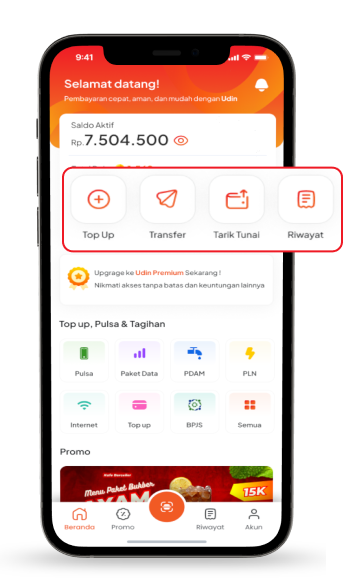 9:41
Selamat datang!
Pembayaran cepat, aman, dan mudah dengan Udin
Saldo Aktif
Rp.7.504.500
Top Up
Transfer
Tarik Tunai
Riwayat
Upgrage ke Udin Premium Sekarang !
Nikmati akses tanpa batas dan keuntungan lainnya
Top up, Pulsa & Tagihan
Pulsa
Paket Data
PDAM
PLN
Internet
Top up
BPJS
Semua
Promo
Menu Paket Bukber
15K
Beranda
Promo
Riwayat
Akun